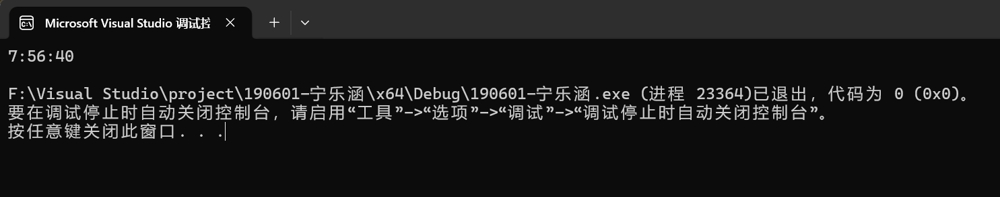 Microsoft Visual Studio 调试控
7:56:40
F:\Visual Studio\project\190601-宁乐涵\x64\Debug\190601-宁乐涵.exe (进程 23364)已退出，代码为 0 (0x0)。
要在调试停止时自动关闭控制台，请启用“工具”->“选项”->“调试”->“调试停止时自动关闭控制台”。
按任意键关闭此窗口. . .